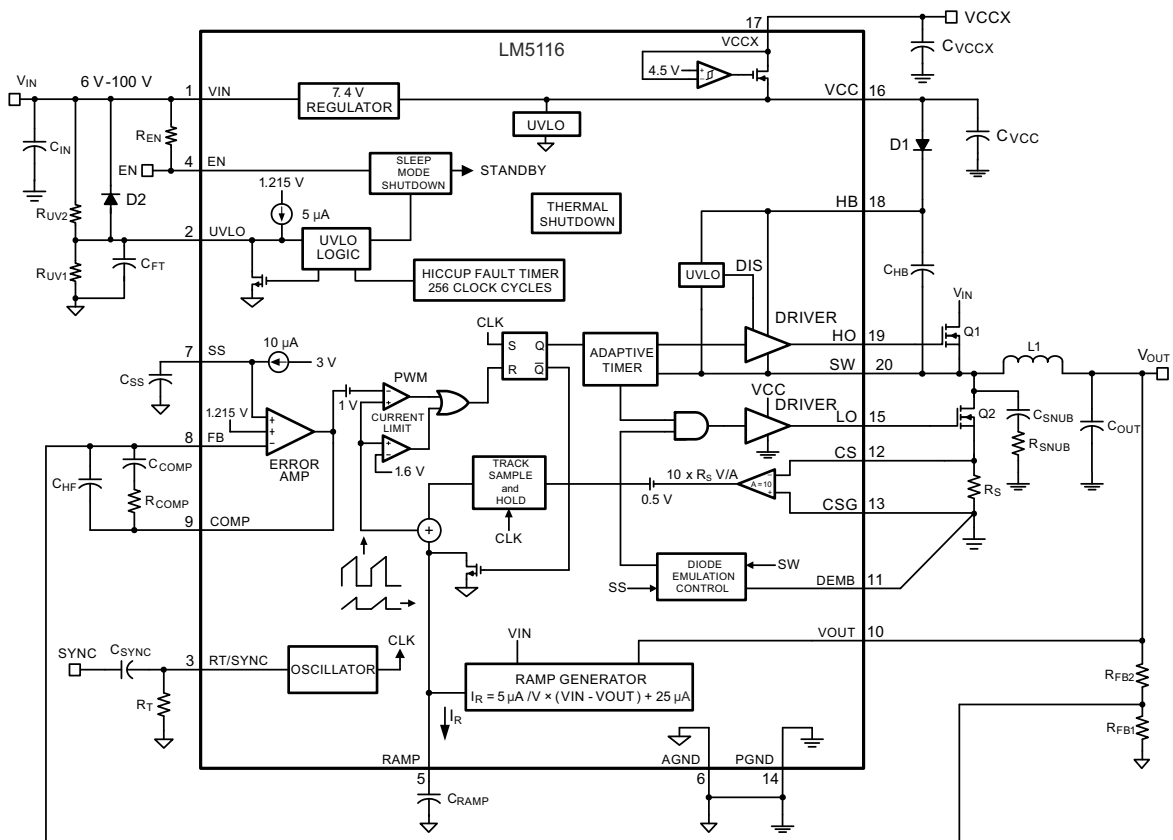 17
VCCX
LM5116
VCCX
CVCCX
VIN
6 V-100 V
4.5 V
+
−
1
VIN
7.4 V
REGULATOR
VCC
16
REN
CIN
UVLO
D1
CVCC
EN
4
EN
SLEEP
MODE
SHUTDOWN
STANDBY
1.215 V
D2
RUV2
5 µA
THERMAL
SHUTDOWN
HB
18
2
UVLO
UVLO
LOGIC
RUV1
CFT
UVLO
DIS
CHB
HICCUP FAULT TIMER
256 CLOCK CYCLES
VIN
CLK
DRIVER
Q1
7
SS
10 µA
3 V
S
Q
R
Q
ADAPTIVE
TIMER
HO
19
L1
VOUT
SW
20
CSS
PWM
1 V
−
+
VCC
DRIVER
Q2
1.215 V
CURRENT
LIMIT
LO
15
CSNUB
COUT
8
FB
+
+
−
+
−
RSNUB
ERROR
AMP
1.6 V
CS
12
CCOMP
CHF
TRACK
SAMPLE
and
HOLD
10 x RS V/A
A = 10
−
+
RS
RCOMP
0.5 V
CSG
13
9
COMP
+
CLK
DIODE
EMULATION
CONTROL
SW
SS
DEMB
11
VIN
VOUT
10
SYNC
CSYNC
CLK
3
RT/SYNC
OSCILLATOR
RAMP GENERATOR
IR = 5 µA /V × (VIN - VOUT) + 25 µA
RFB2
RT
IR
RFB1
RAMP
AGND
PGND
5
6
14
CRAMP